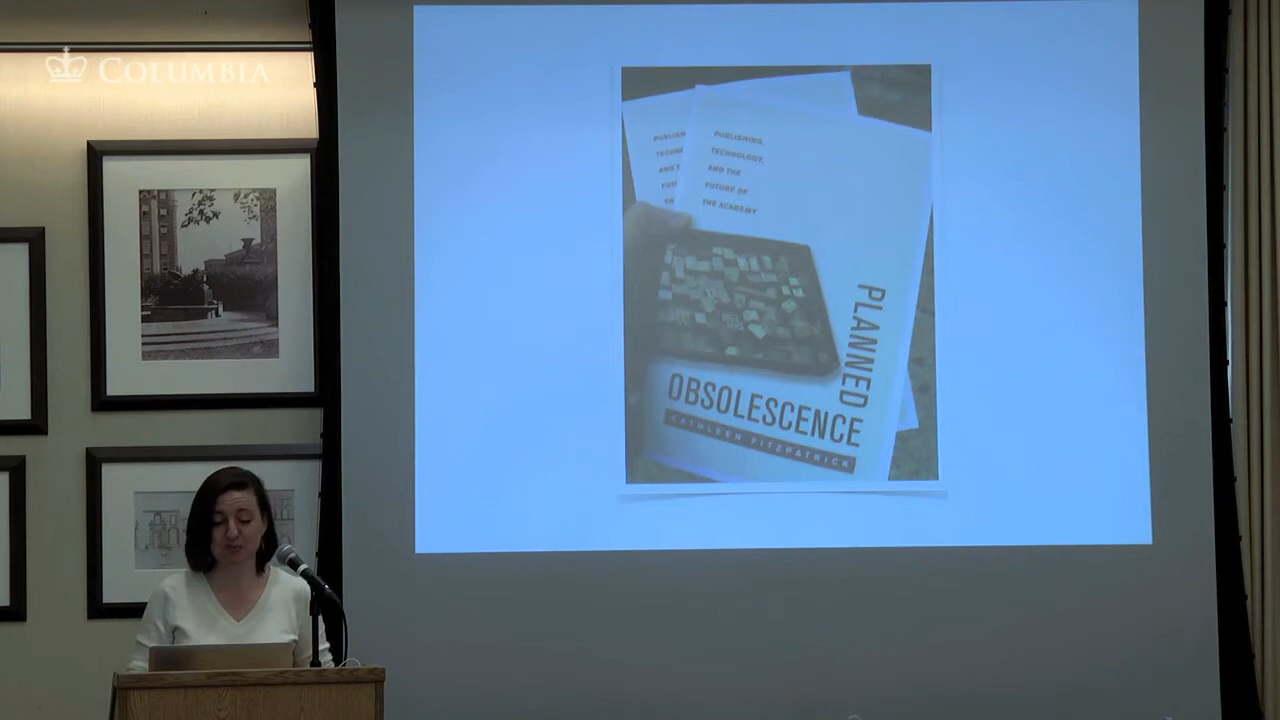 COLUMBIA
PUBLISHING,
TECHNOLOGY,
AND THE
FUTURE OF
THE ACADEMY
PLANNED
OBSOLESCENCE
KATHLEEN FITZPATRICK